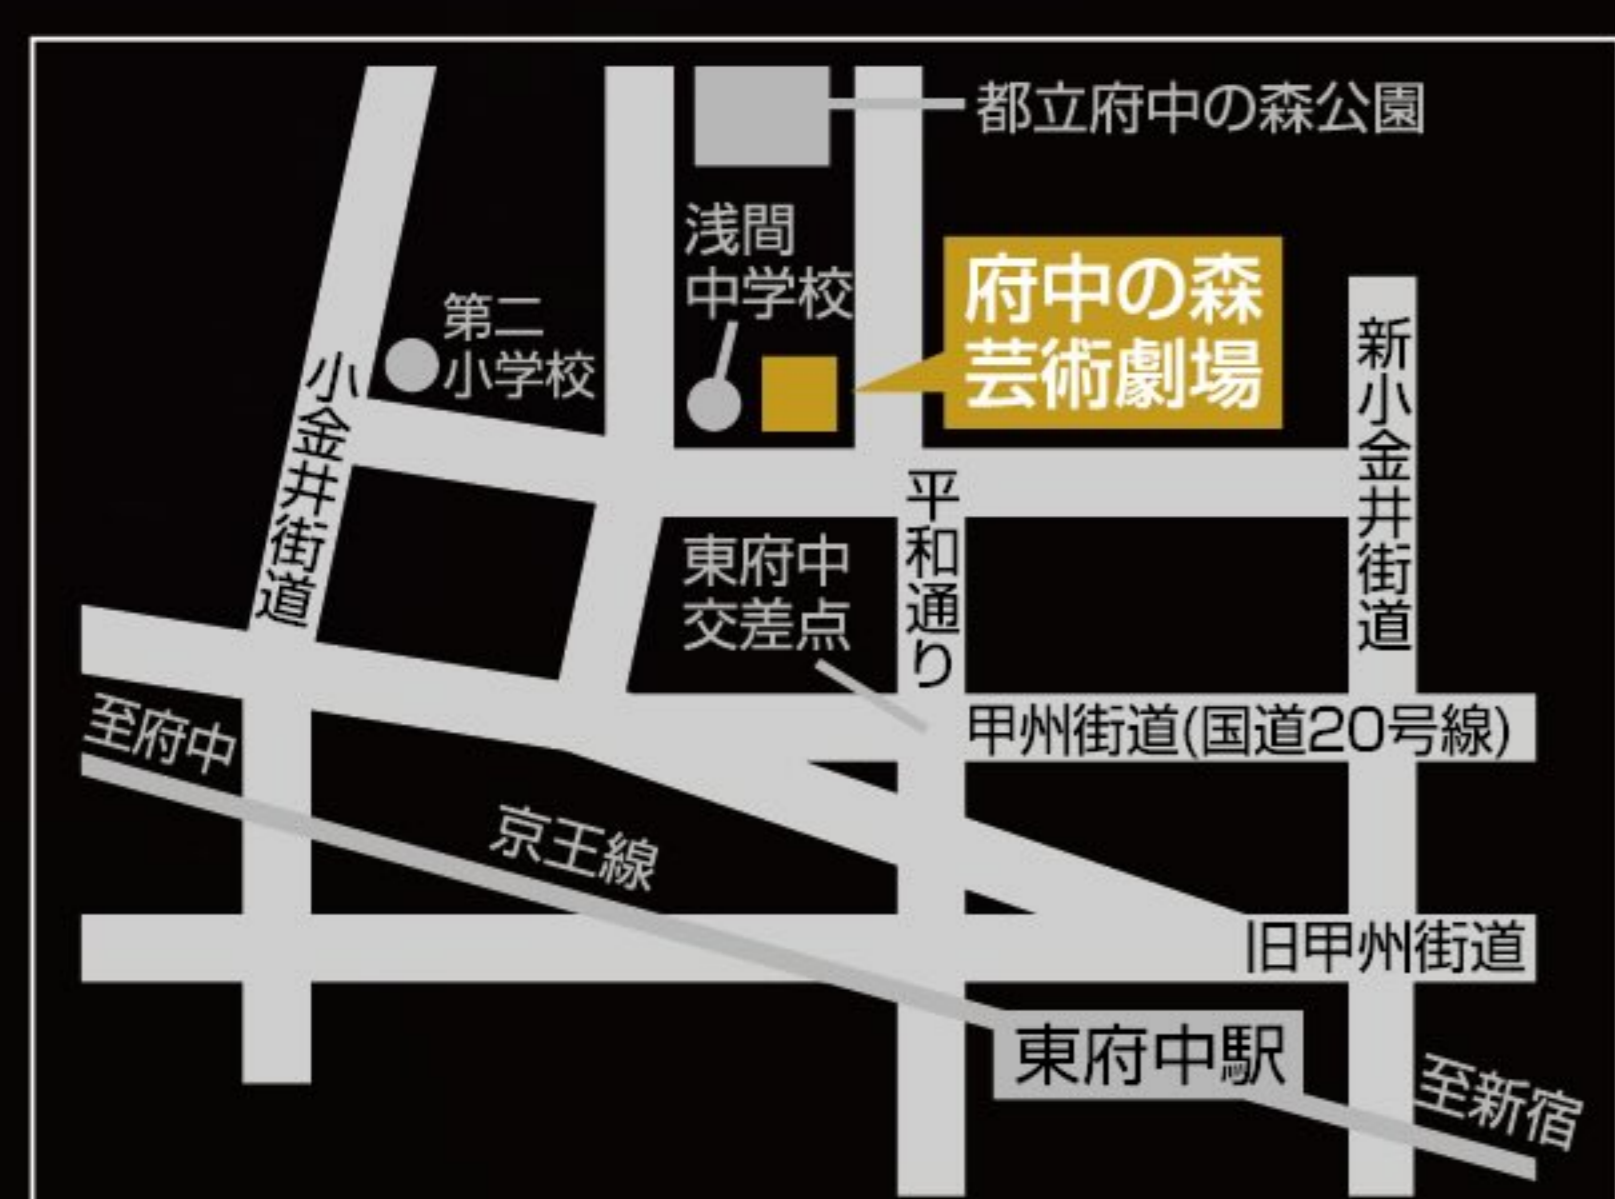 都立府中の森公園
浅間
中学校
府中の森
芸術劇場
第二
小学校
小金井街道
新小金井街道
平和通り
東府中
交差点
甲州街道(国道20号線)
至府中
京王線
旧甲州街道
東府中駅
至新宿